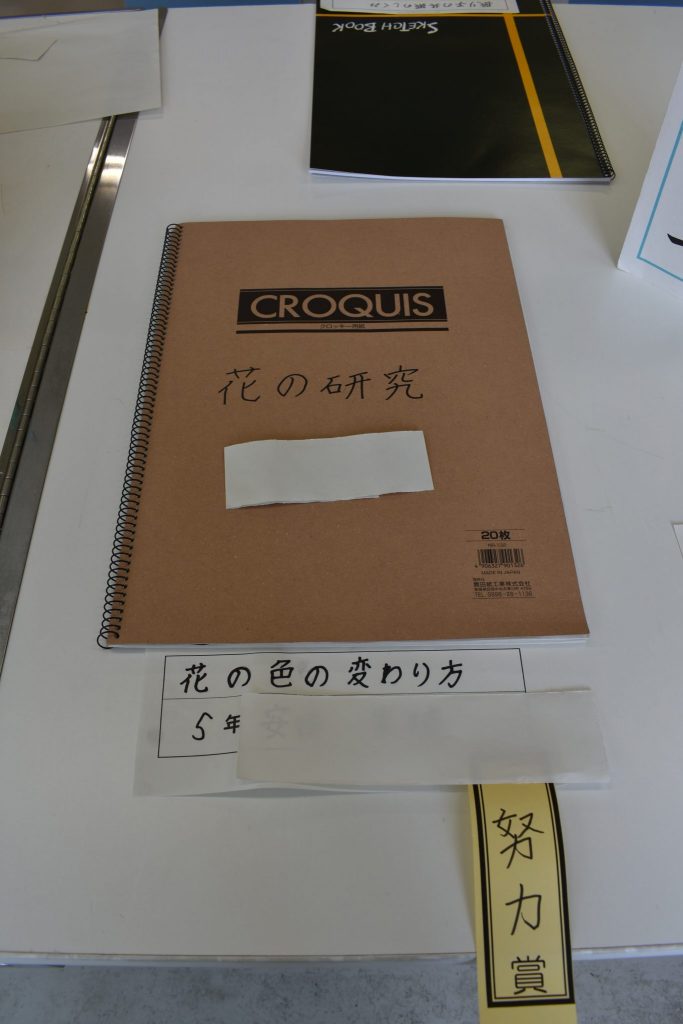 SKETCH BOOK
CROQUIS
クロッキー用紙
花の研究
20枚
MADE IN JAPAN
花の色の変わり方
5年
努力賞